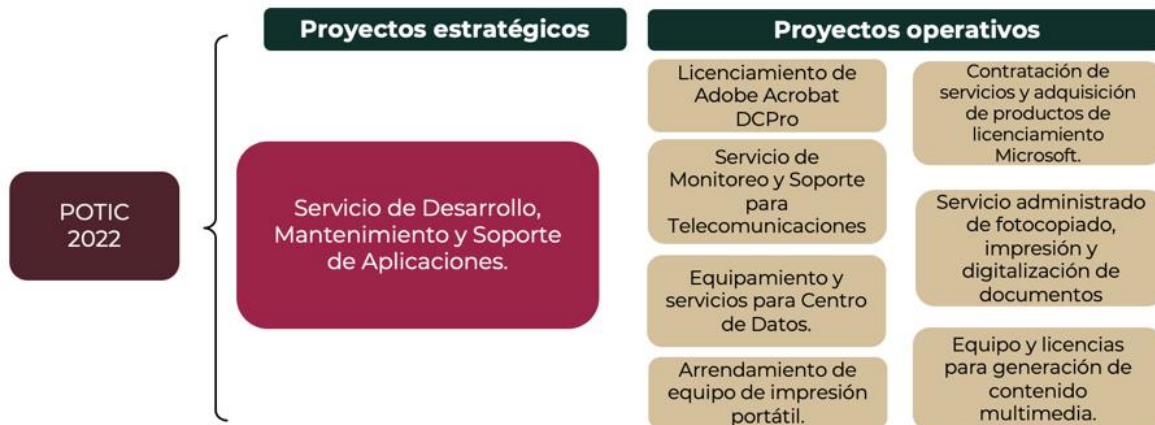 POTIC
2022
Proyectos estratégicos
Servicio de Desarrollo,
Mantenimiento y Soporte
de Aplicaciones.
Proyectos operativos
Licenciamiento de
Adobe Acrobat
DCPro
Servicio de
Monitoreo y Soporte
para
Telecomunicaciones
Equipamiento y
servicios para Centro
de Datos.
Arrendamiento de
equipo de impresión
portátil.
Contratación de
servicios y adquisición
de productos de
licenciamiento
Microsoft.
Servicio administrado
de fotocopiado,
impresión y
digitalización de
documentos
Equipo y licencias
para generación de
contenido
multimedia.